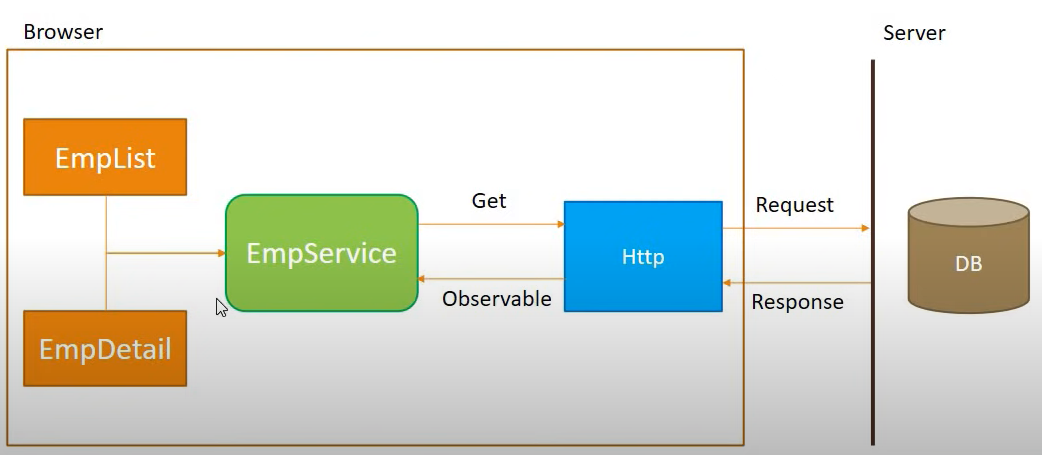 Browser
Server
EmpList
EmpService
Get
Http
Request
DB
Observable
Response
EmpDetail